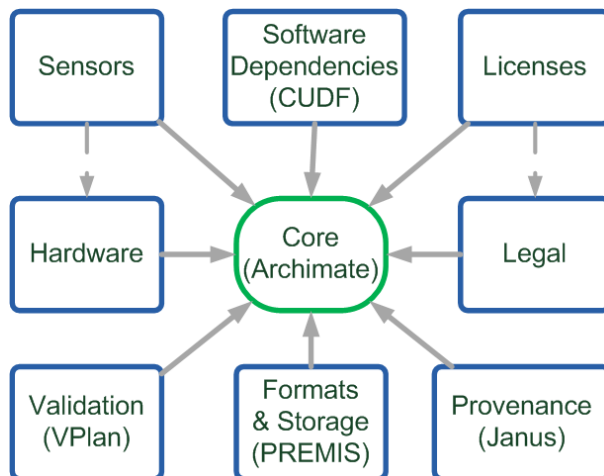 Sensors
Software
Dependencies
(CUDF)
Licenses
Hardware
Core
(Archimate)
Legal
Validation
(VPlan)
Formats
& Storage
(PREMIS)
Provenance
(Janus)